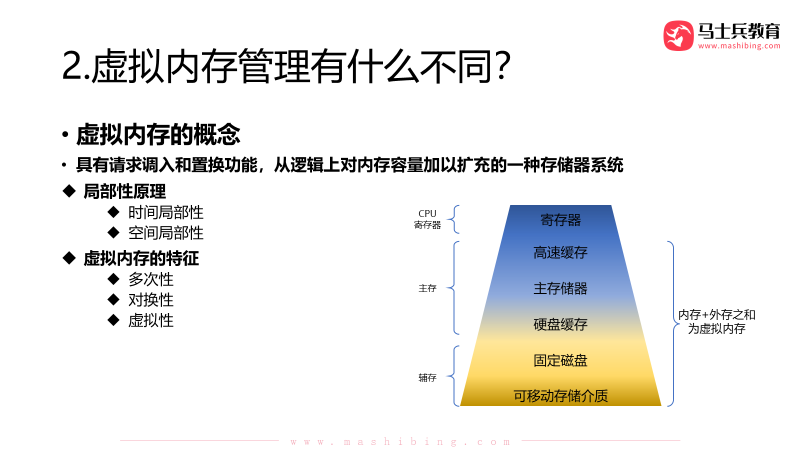 马士兵教育
www.mashibing.com
2.虚拟内存管理有什么不同？
• 虚拟内存的概念
• 具有请求调入和置换功能，从逻辑上对内存容量加以扩充的一种存储器系统
◆ 局部性原理
◆ 时间局部性
◆ 空间局部性
◆ 虚拟内存的特征
◆ 多次性
◆ 对换性
◆ 虚拟性
CPU
寄存器
主存
辅存
寄存器
高速缓存
主存储器
硬盘缓存
固定磁盘
可移动存储介质
内存+外存之和
为虚拟内存
www.mashibing.com